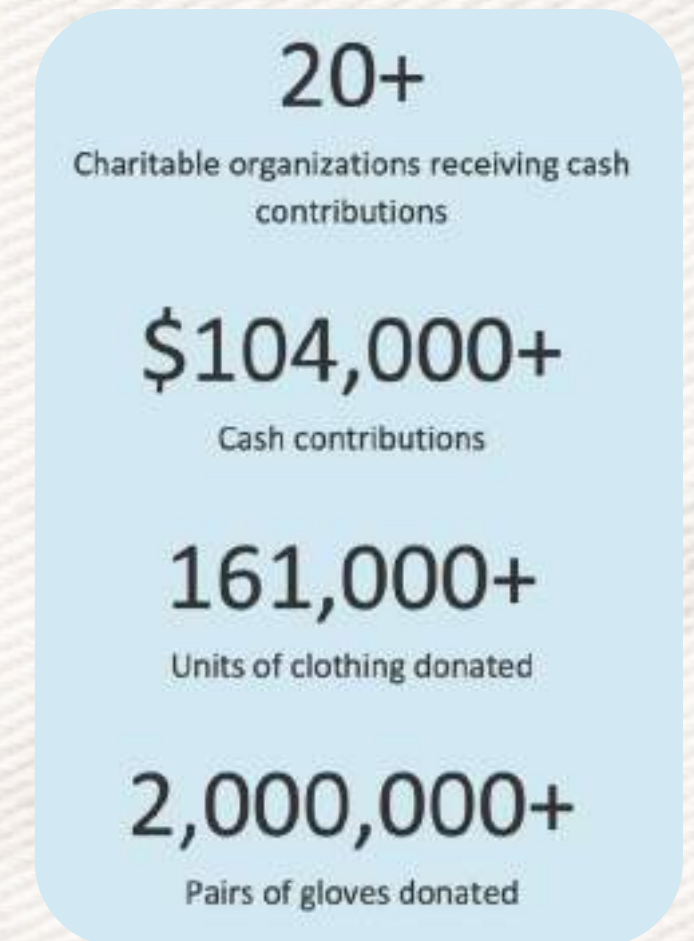 20+
Charitable organizations receiving cash
contributions
$104,000+
Cash contributions
161,000+
Units of clothing donated
2,000,000+
Pairs of gloves donated